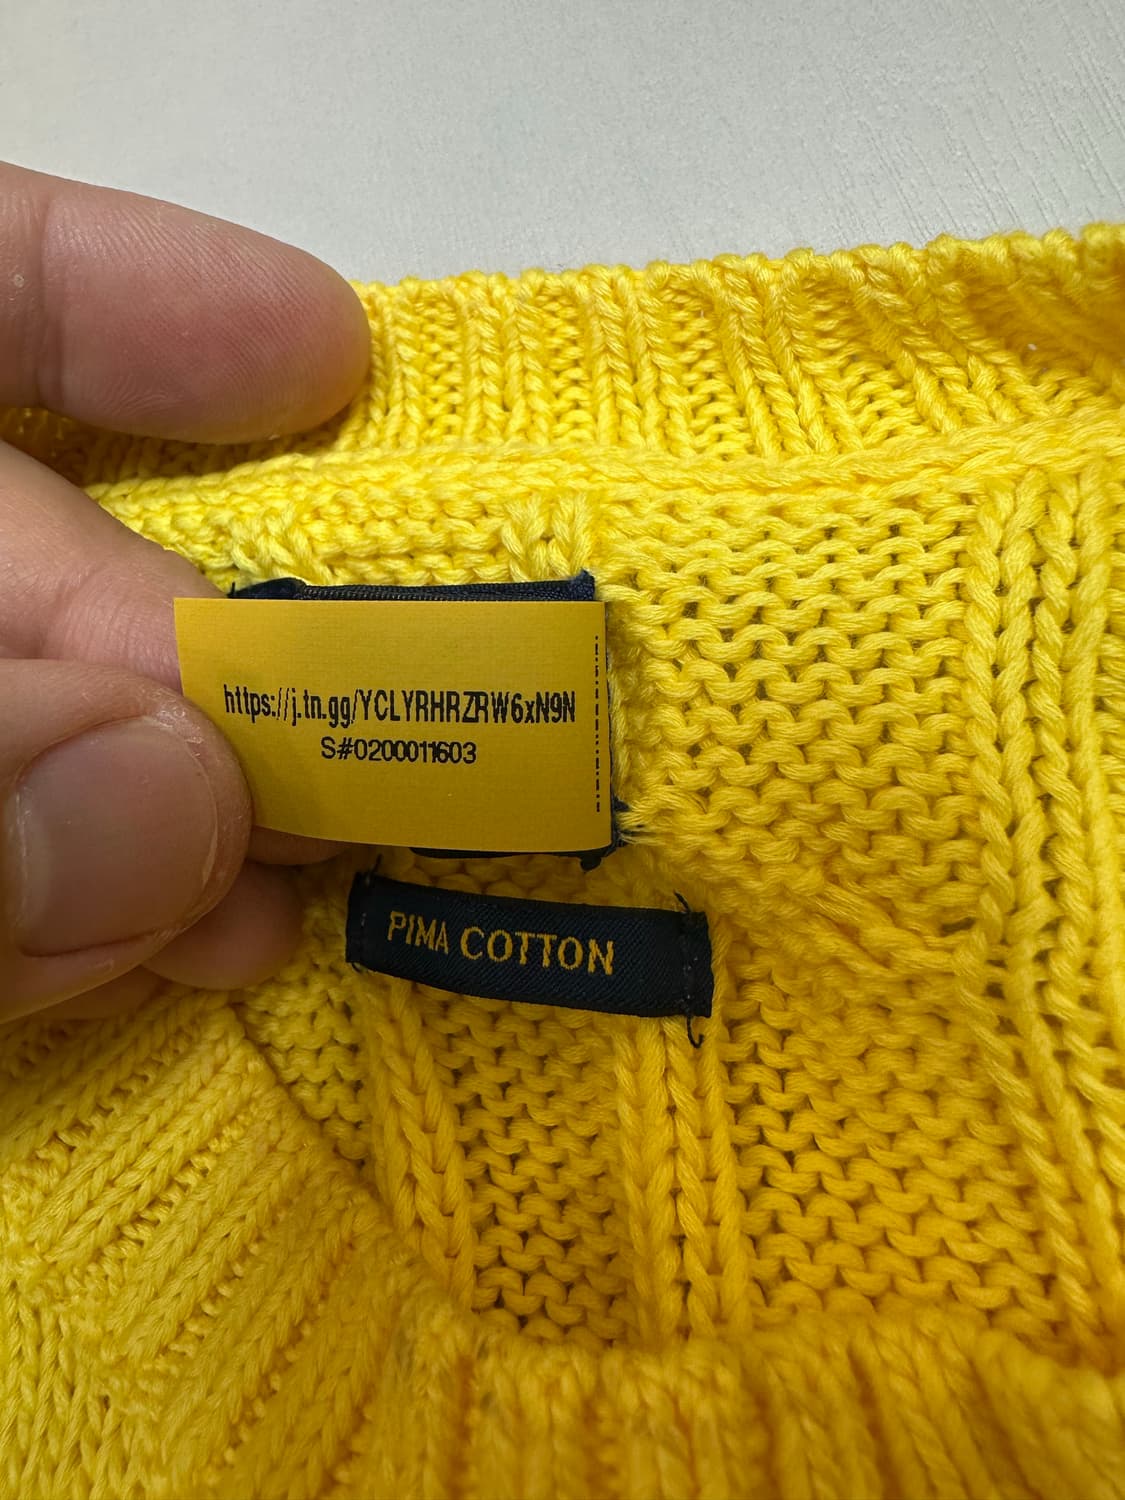 https://j.tn.gg/YCLYRHRZRW6xN9N
S#0200011603
PIMA COTTON